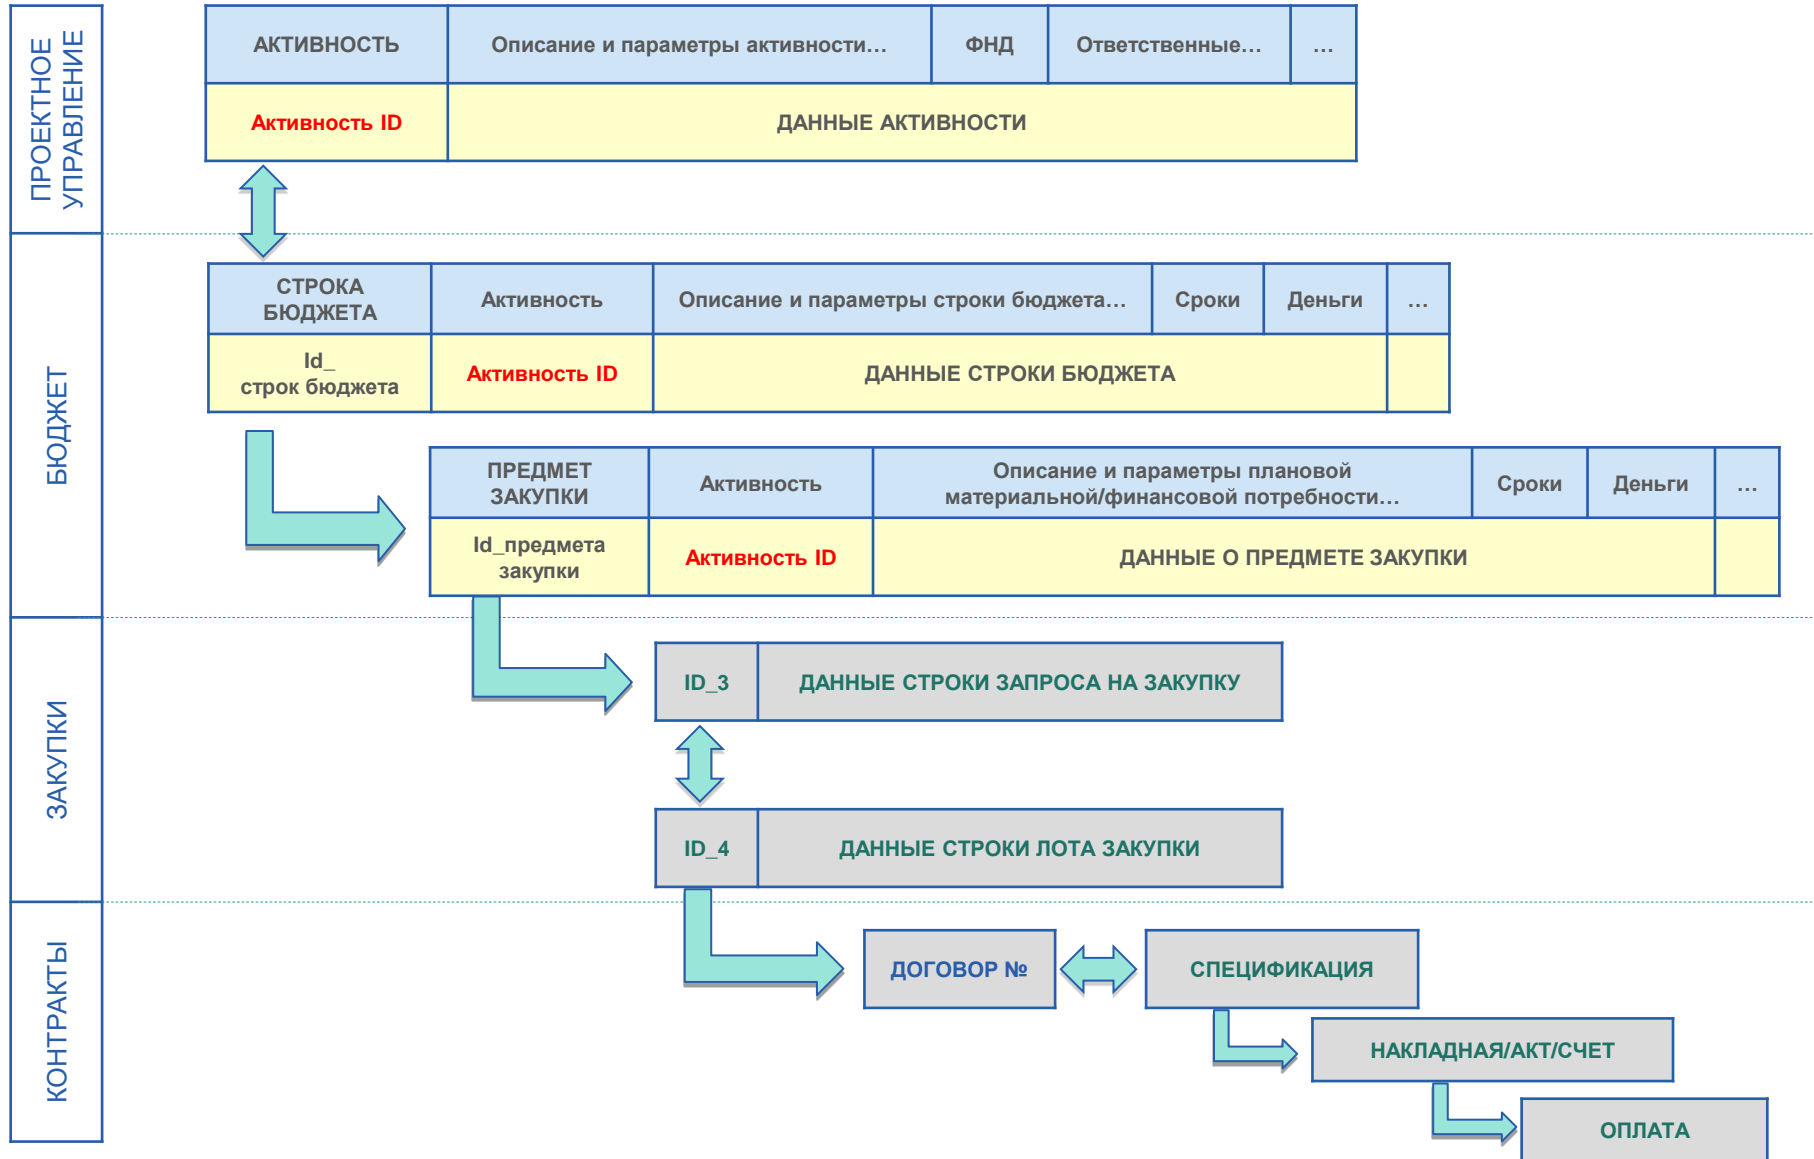 ПРОЕКТНОЕ
УПРАВЛЕНИЕ
АКТИВНОСТЬ
Описание и параметры активности…
ФНД
Ответственные…
…
Активность ID
ДАННЫЕ АКТИВНОСТИ
БЮДЖЕТ
СТРОКА
БЮДЖЕТА
Активность
Описание и параметры строки бюджета…
Сроки
Деньги
…
Id_
строк бюджета
Активность ID
ДАННЫЕ СТРОКИ БЮДЖЕТА
ПРЕДМЕТ
ЗАКУПКИ
Активность
Описание и параметры плановой
материальной/финансовой потребности…
Сроки
Деньги
…
Id_предмета
закупки
Активность ID
ДАННЫЕ О ПРЕДМЕТЕ ЗАКУПКИ
ЗАКУПКИ
ID_3
ДАННЫЕ СТРОКИ ЗАПРОСА НА ЗАКУПКУ
ID_4
ДАННЫЕ СТРОКИ ЛОТА ЗАКУПКИ
КОНТРАКТЫ
ДОГОВОР №
СПЕЦИФИКАЦИЯ
НАКЛАДНАЯ/АКТ/СЧЕТ
ОПЛАТА